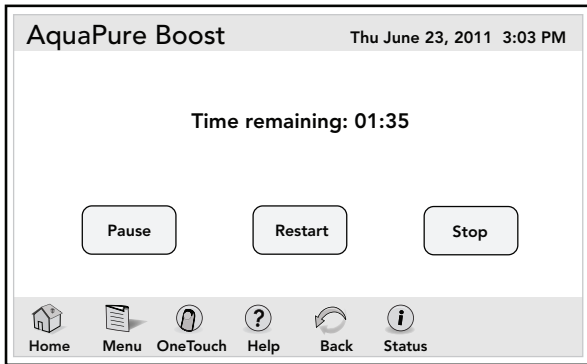 AquaPure Boost Thu June 23, 2011 3:03 PM
Time remaining: 01:35
Pause Restart Stop
Home Menu OneTouch Help Back Status